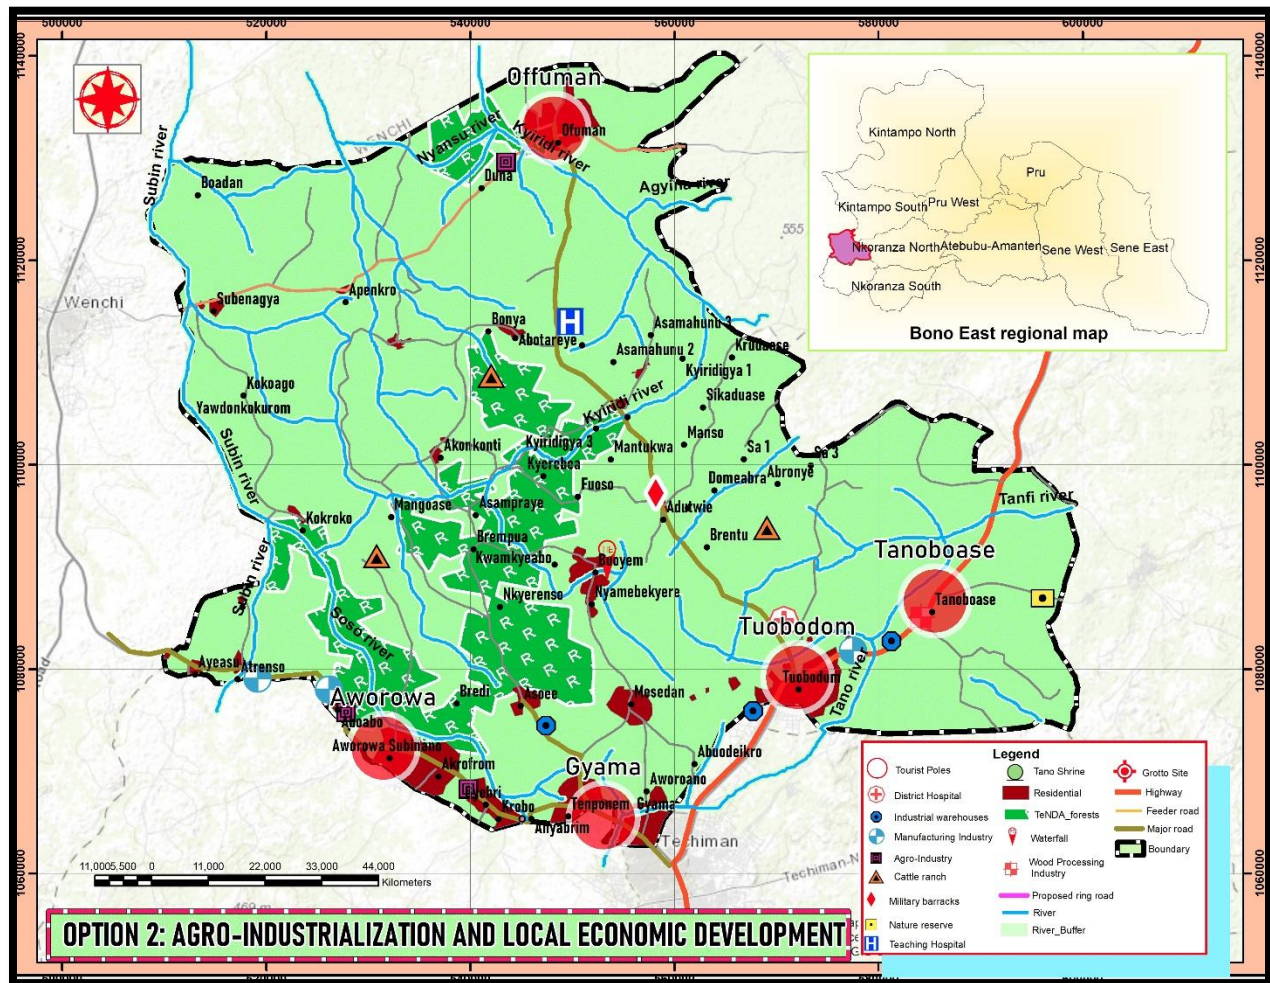 500000 520000 540000 560000 580000 600000
1140000
1120000
1100000
1080000
1060000
1140000
1120000
1100000
1080000
1060000
Offuman
Ofuman
WENCHI
Nyansu river
Kyiridi river
Subin river
Boadan
Duna
Agyina river
555
Wenchi
Subenagya
Apenkro
Bonya
Abotareye
H
Asamahunu 3
Asamahunu 2
Kruduase
Kyiridigya 1
Kokoago
Yawdonkokurom
Sikaduase
Kyiridi river
Subin river
Akonkonti
Kyiridigya 3
Mantukwa
Manso
Sa 1
Sa 3
Kyereboa
Fuoso
Domeabra
Abronye
Tanfi river
Mangoase
Asampraye
Adutwie
Kokroko
Brempua
Brentu
Tanoboase
Kwamkyeabo
Buoyem
Subin river
Nkyerenso
Nyamebekyere
Tanoboase
Soso river
Tuobodom
Ayeasu
Atrenso
Tuobodum
Tano river
Aworowa
Bredi
Asoee
Mosedan
Aboabo
Aworowa Subinano
Abuodeikro
Gyama
Akrofrom
Aworoano
Krobo
Tenponem
Gyama
Anyabrim
Techiman
Techiman-N
469 m
11,0005,500 0 11,000 22,000 33,000 44,000
Kilometers
OPTION 2: AGRO-INDUSTRIALIZATION AND LOCAL ECONOMIC DEVELOPMENT
Kintampo North
Pru
Kintampo South
Pru West
Nkoranza North
Atebubu-Amanten
Sene West
Sene East
Nkoranza South
Bono East regional map
Legend
Tourist Poles
District Hospital
Industrial warehouses
Manufacturing Industry
Agro-Industry
Cattle ranch
Military barracks
Nature reserve
H Teaching Hospital
Tano Shrine
Residential
TeNDA_forests
Waterfall
Wood Processing
Industry
Proposed ring road
River
River_Buffer
Grotto Site
Highway
Feeder road
Major road
Boundary